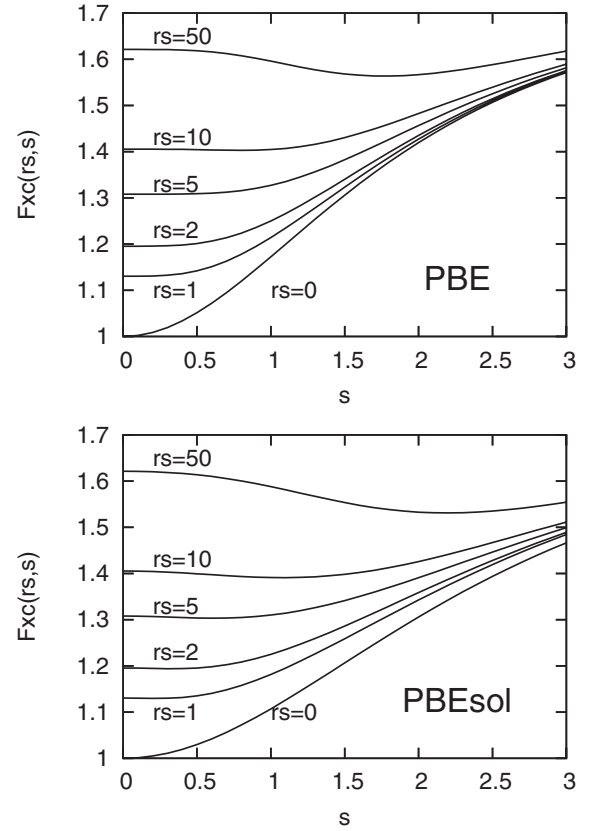 1.7
rs=50
1.6
1.5
rs=10
1.4
Fxc(rs,s)
rs=5
1.3
rs=2
1.2
rs=1
rs=0
PBE
1.1
1
0 0.5 1 1.5 2 2.5 3
s
1.7
rs=50
1.6
1.5
rs=10
1.4
Fxc(rs,s)
rs=5
1.3
rs=2
1.2
rs=1
rs=0
PBEsol
1.1
1
0 0.5 1 1.5 2 2.5 3
s